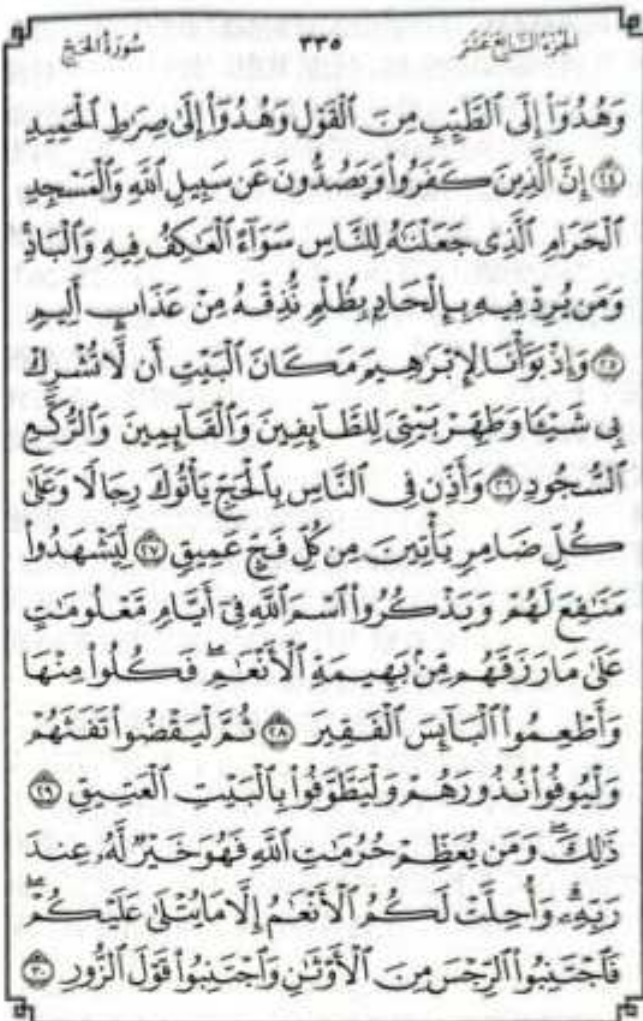 الجزء السابع عشر ٣٣٥ سورة الحج
وَهُدُوٓا۟ إِلَى ٱلطَّيِّبِ مِنَ ٱلْقَوْلِ وَهُدُوٓا۟ إِلَىٰ صِرَٰطِ ٱلْحَمِيدِ
﴿٢٤﴾ إِنَّ ٱلَّذِينَ كَفَرُوا۟ وَيَصُدُّونَ عَن سَبِيلِ ٱللَّهِ وَٱلْمَسْجِدِ
ٱلْحَرَامِ ٱلَّذِى جَعَلْنَٰهُ لِلنَّاسِ سَوَآءً ٱلْعَٰكِفُ فِيهِ وَٱلْبَادِ
وَمَن يُرِدْ فِيهِ بِإِلْحَادٍۭ بِظُلْمٍ نُّذِقْهُ مِنْ عَذَابٍ أَلِيمٍ
﴿٢٥﴾ وَإِذْ بَوَّأْنَا لِإِبْرَٰهِيمَ مَكَانَ ٱلْبَيْتِ أَن لَّا تُشْرِكْ
بِى شَيْـًٔا وَطَهِّرْ بَيْتِىَ لِلطَّآئِفِينَ وَٱلْقَآئِمِينَ وَٱلرُّكَّعِ
ٱلسُّجُودِ ﴿٢٦﴾ وَأَذِّن فِى ٱلنَّاسِ بِٱلْحَجِّ يَأْتُوكَ رِجَالًا وَعَلَىٰ
كُلِّ ضَامِرٍ يَأْتِينَ مِن كُلِّ فَجٍّ عَمِيقٍ ﴿٢٧﴾ لِّيَشْهَدُوا۟
مَنَٰفِعَ لَهُمْ وَيَذْكُرُوا۟ ٱسْمَ ٱللَّهِ فِىٓ أَيَّامٍ مَّعْلُومَٰتٍ
عَلَىٰ مَا رَزَقَهُم مِّنۢ بَهِيمَةِ ٱلْأَنْعَٰمِ ۖ فَكُلُوا۟ مِنْهَا
وَأَطْعِمُوا۟ ٱلْبَآئِسَ ٱلْفَقِيرَ ﴿٢٨﴾ ثُمَّ لْيَقْضُوا۟ تَفَثَهُمْ
وَلْيُوفُوا۟ نُذُورَهُمْ وَلْيَطَّوَّفُوا۟ بِٱلْبَيْتِ ٱلْعَتِيقِ ﴿٢٩﴾
ذَٰلِكَ ۖ وَمَن يُعَظِّمْ حُرُمَٰتِ ٱللَّهِ فَهُوَ خَيْرٌ لَّهُۥ عِندَ
رَبِّهِۦ ۗ وَأُحِلَّتْ لَكُمُ ٱلْأَنْعَٰمُ إِلَّا مَا يُتْلَىٰ عَلَيْكُمْ ۖ
فَٱجْتَنِبُوا۟ ٱلرِّجْسَ مِنَ ٱلْأَوْثَٰنِ وَٱجْتَنِبُوا۟ قَوْلَ ٱلزُّورِ ﴿٣٠﴾